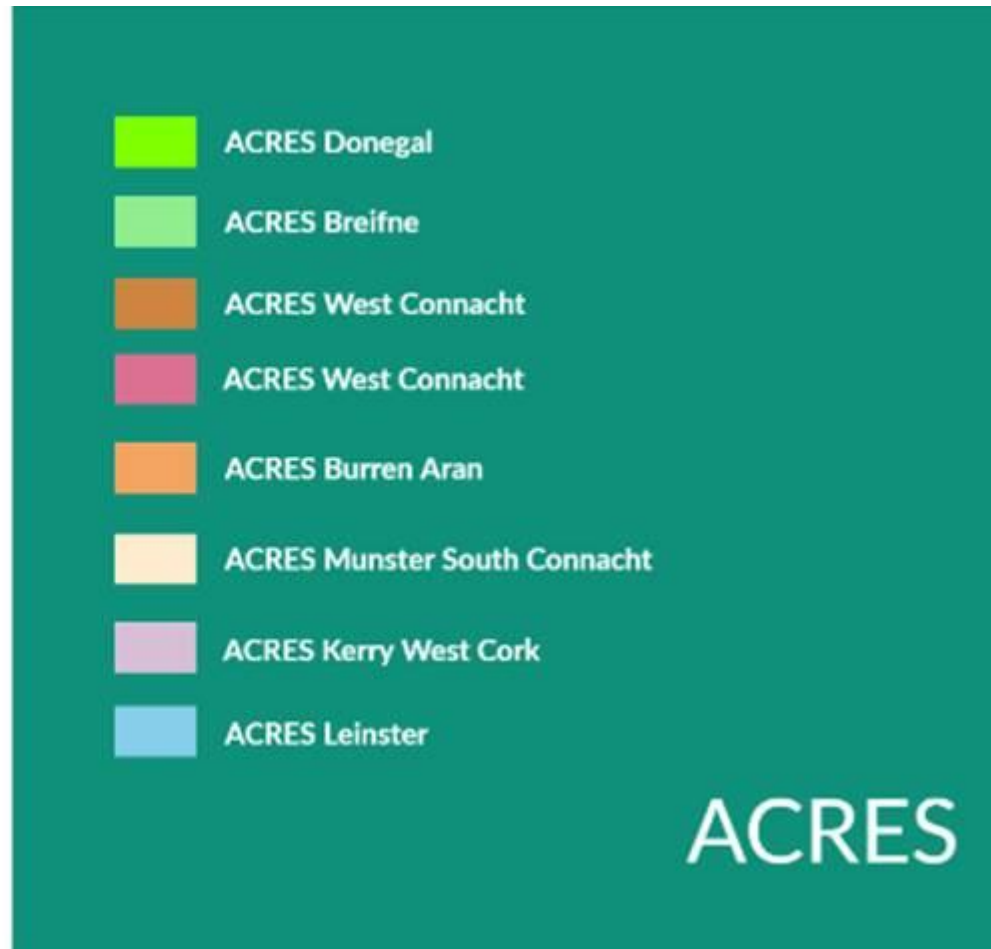 ACRES Donegal
ACRES Breifne
ACRES West Connacht
ACRES West Connacht
ACRES Burren Aran
ACRES Munster South Connacht
ACRES Kerry West Cork
ACRES Leinster
ACRES